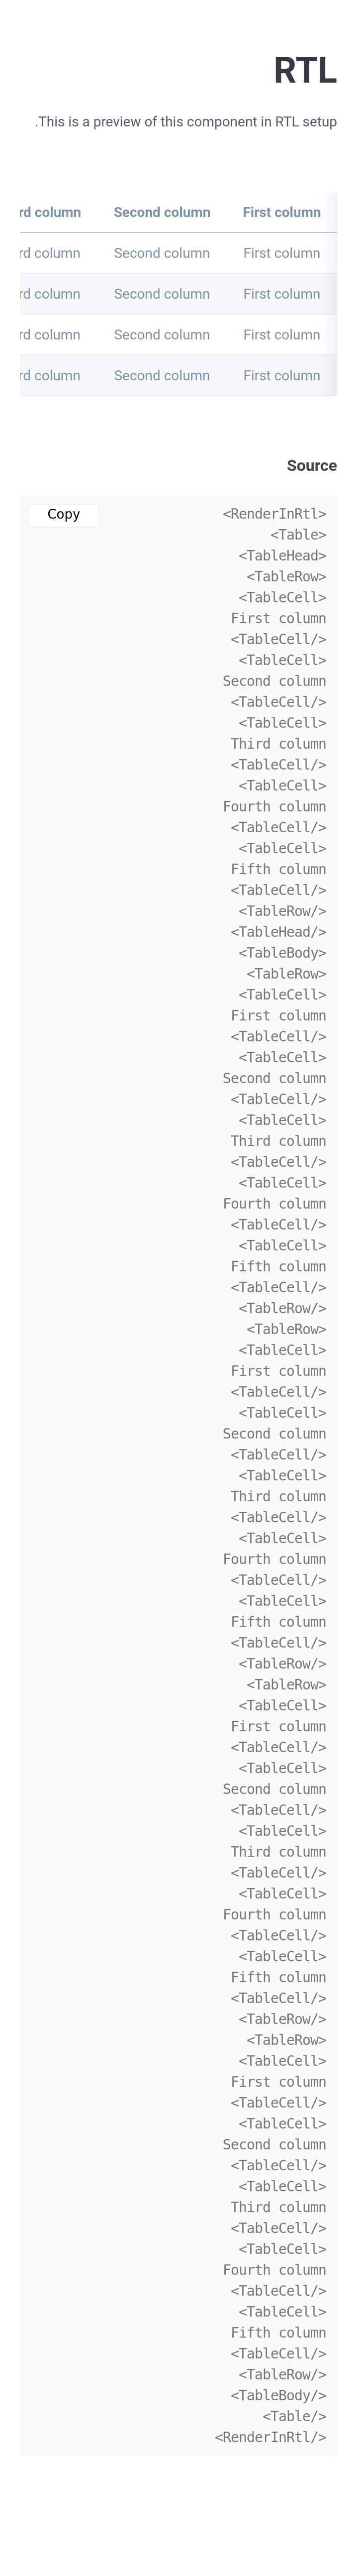 RTL
.This is a preview of this component in RTL setup
rd column Second column First column
rd column Second column First column
rd column Second column First column
rd column Second column First column
rd column Second column First column
Source
Copy
<RenderInRtl>
<Table>
<TableHead>
<TableRow>
<TableCell>
First column
<TableCell/>
<TableCell>
Second column
<TableCell/>
<TableCell>
Third column
<TableCell/>
<TableCell>
Fourth column
<TableCell/>
<TableCell>
Fifth column
<TableCell/>
<TableRow/>
<TableHead/>
<TableBody>
<TableRow>
<TableCell>
First column
<TableCell/>
<TableCell>
Second column
<TableCell/>
<TableCell>
Third column
<TableCell/>
<TableCell>
Fourth column
<TableCell/>
<TableCell>
Fifth column
<TableCell/>
<TableRow/>
<TableRow>
<TableCell>
First column
<TableCell/>
<TableCell>
Second column
<TableCell/>
<TableCell>
Third column
<TableCell/>
<TableCell>
Fourth column
<TableCell/>
<TableCell>
Fifth column
<TableCell/>
<TableRow/>
<TableRow>
<TableCell>
First column
<TableCell/>
<TableCell>
Second column
<TableCell/>
<TableCell>
Third column
<TableCell/>
<TableCell>
Fourth column
<TableCell/>
<TableCell>
Fifth column
<TableCell/>
<TableRow/>
<TableRow>
<TableCell>
First column
<TableCell/>
<TableCell>
Second column
<TableCell/>
<TableCell>
Third column
<TableCell/>
<TableCell>
Fourth column
<TableCell/>
<TableCell>
Fifth column
<TableCell/>
<TableRow/>
<TableBody/>
<Table/>
<RenderInRtl/>